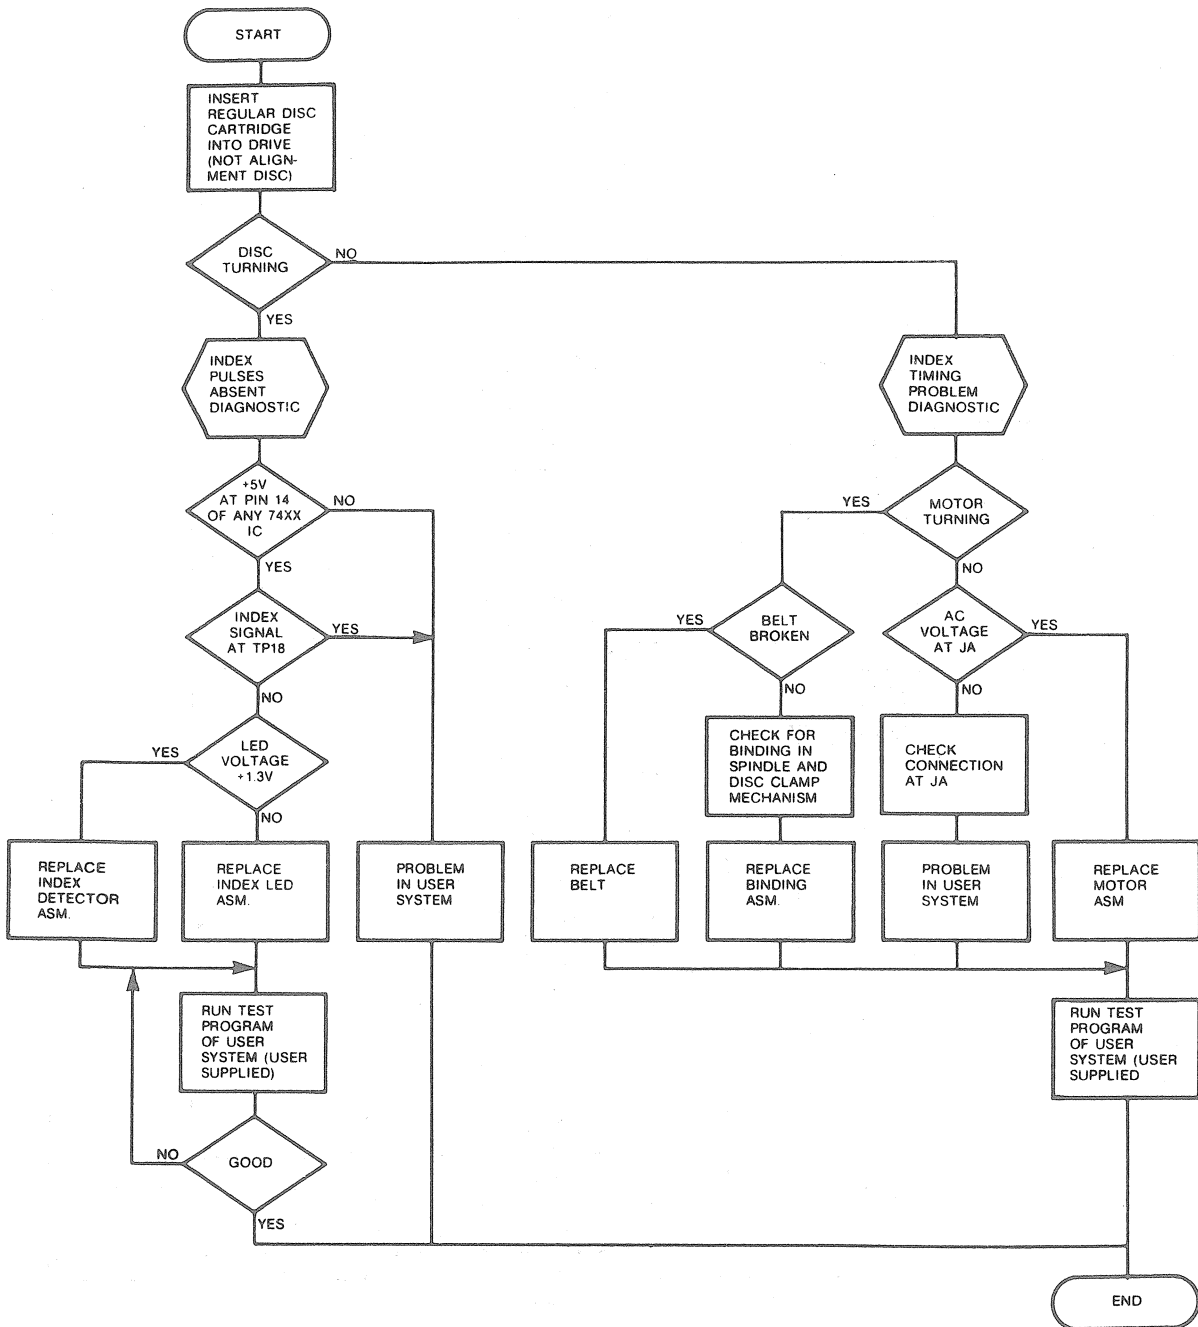 START
INSERT
REGULAR DISC
CARTRIDGE
INTO DRIVE
(NOT ALIGN-
MENT DISC)
DISC
TURNING
NO
YES
INDEX
PULSES
ABSENT
DIAGNOSTIC
INDEX
TIMING
PROBLEM
DIAGNOSTIC
+5V
AT PIN 14
OF ANY 74XX
IC
NO
YES
YES
MOTOR
TURNING
NO
INDEX
SIGNAL
AT TP18
YES
NO
YES
BELT
BROKEN
NO
AC
VOLTAGE
AT JA
YES
NO
YES
LED
VOLTAGE
+1.3V
NO
CHECK FOR
BINDING IN
SPINDLE AND
DISC CLAMP
MECHANISM
CHECK
CONNECTION
AT JA
REPLACE
INDEX
DETECTOR
ASM.
REPLACE
INDEX LED
ASM.
PROBLEM
IN USER
SYSTEM
REPLACE
BELT
REPLACE
BINDING
ASM.
PROBLEM
IN USER
SYSTEM
REPLACE
MOTOR
ASM
RUN TEST
PROGRAM
OF USER
SYSTEM (USER
SUPPLIED)
RUN TEST
PROGRAM
OF USER
SYSTEM (USER
SUPPLIED
NO
GOOD
YES
END